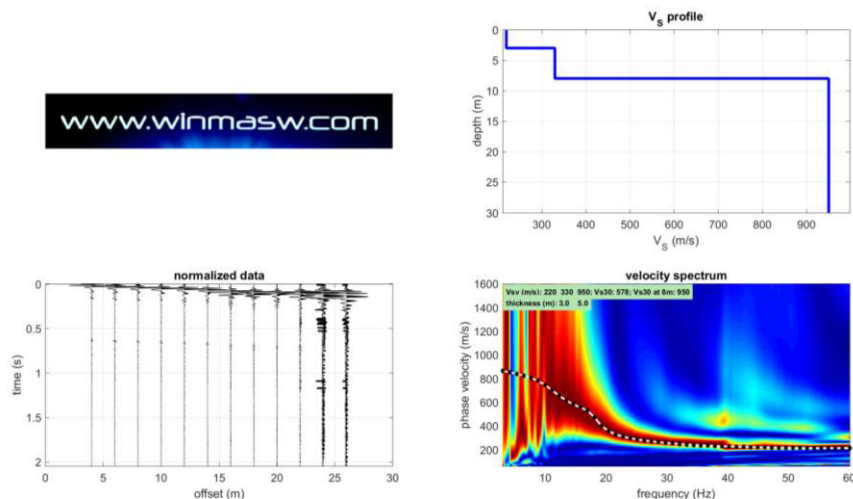 www.winmasw.com
V_S profile
0
5
10
15
20
25
30
depth (m)
300 400 500 600 700 800 900
V_S (m/s)
normalized data
0
0.5
1
1.5
2
time (s)
0 5 10 15 20 25 30
offset (m)
velocity spectrum
Vsv (m/s): 220 330 950; Vs30: 578; Vs30 at 8m: 950
thickness (m): 3.0 5.0
1600
1400
1200
1000
800
600
400
200
phase velocity (m/s)
10 20 30 40 50 60
frequency (Hz)